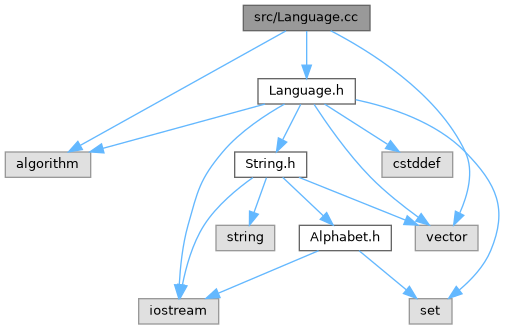 src/Language.cc
Language.h
algorithm
String.h
cstddef
string
Alphabet.h
vector
iostream
set